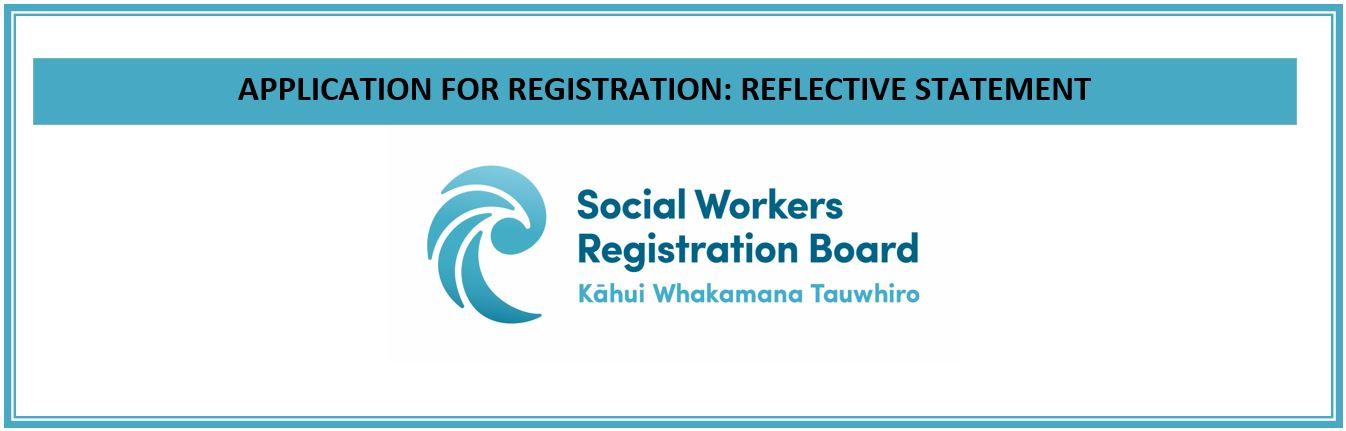 APPLICATION FOR REGISTRATION: REFLECTIVE STATEMENT
Social Workers
Registration Board
Kāhui Whakamana Tauwhiro